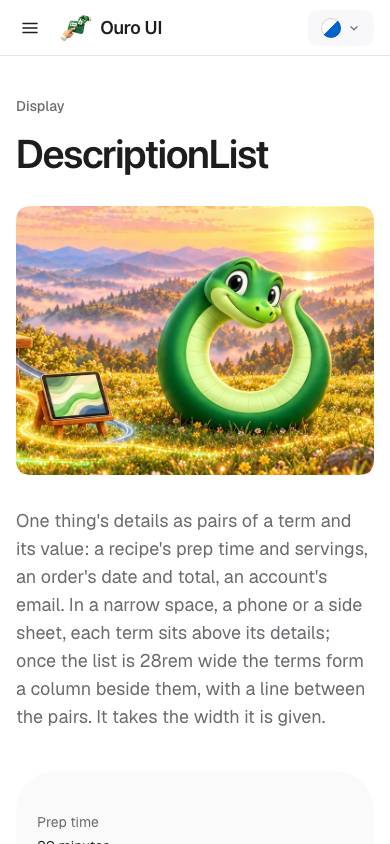 Ouro UI
Display
DescriptionList
One thing's details as pairs of a term and
its value: a recipe's prep time and servings,
an order's date and total, an account's
email. In a narrow space, a phone or a side
sheet, each term sits above its details;
once the list is 28rem wide the terms form
a column beside them, with a line between
the pairs. It takes the width it is given.
Prep time